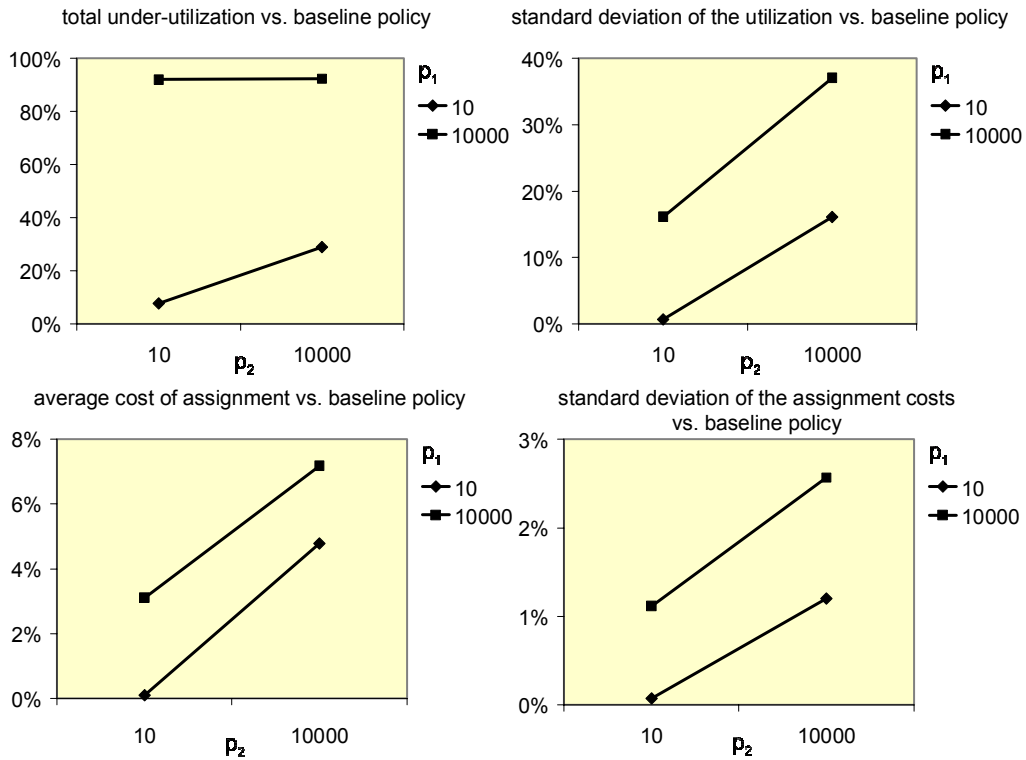 total under-utilization vs. baseline policy
100%
80%
60%
40%
20%
0%
10
10000
p₂
p₁
10
10000
standard deviation of the utilization vs. baseline policy
40%
30%
20%
10%
0%
10
10000
p₂
p₁
10
10000
average cost of assignment vs. baseline policy
8%
6%
4%
2%
0%
10
10000
p₂
p₁
10
10000
standard deviation of the assignment costs
vs. baseline policy
3%
2%
1%
0%
10
10000
p₂
p₁
10
10000